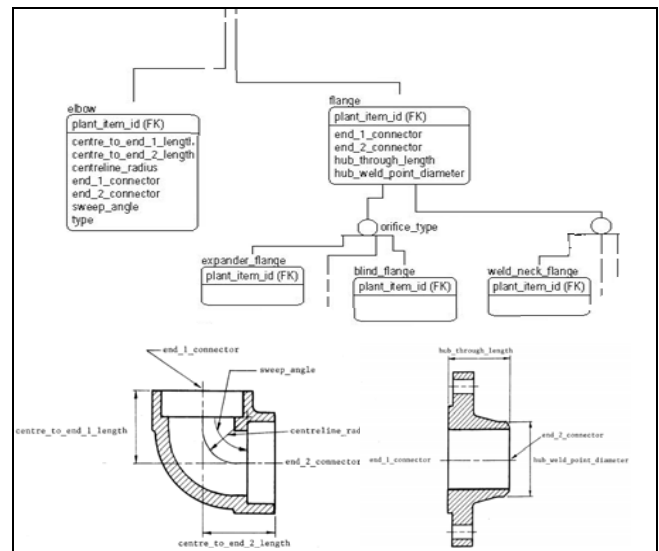 elbow
plant_item_id (FK)
centre_to_end_1_length
centre_to_end_2_length
centreline_radius
end_1_connector
end_2_connector
sweep_angle
type
flange
plant_item_id (FK)
end_1_connector
end_2_connector
hub_through_length
hub_weld_point_diameter
orifice_type
expander_flange
plant_item_id (FK)
blind_flange
plant_item_id (FK)
weld_neck_flange
plant_item_id (FK)
end_1_connector
sweep_angle
centre_to_end_1_length
centreline_rad
end_2_connector
centre_to_end_2_length
hub_through_length
end_2_connector
end_1_connector
hub_weld_point_diameter